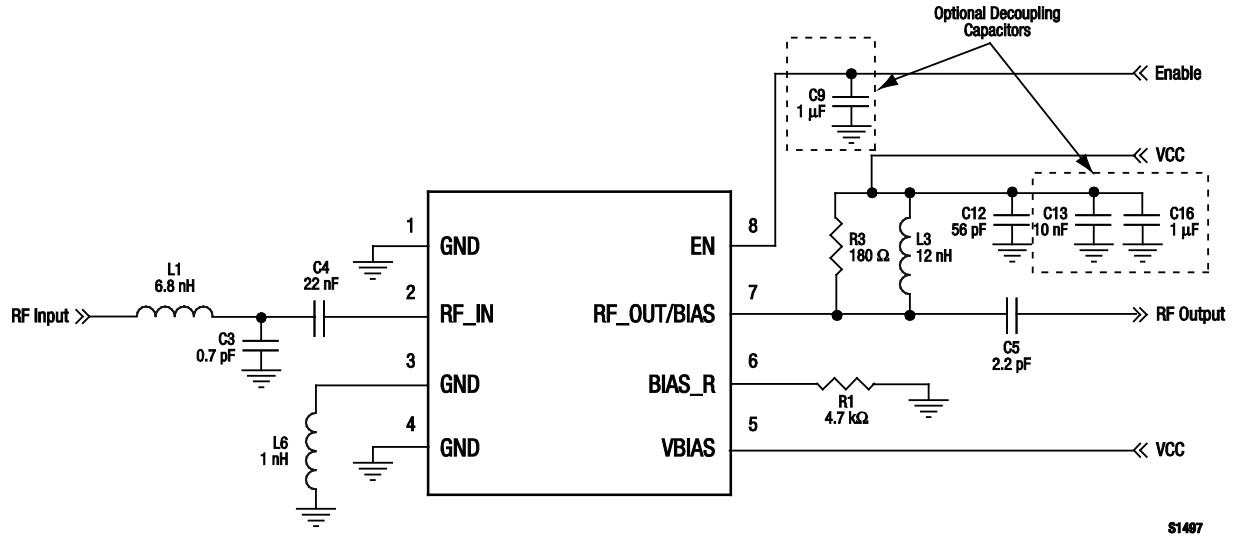 Optional Decoupling
Capacitors
Enable
C9
1 µF
VCC
C12
56 pF
C13
10 nF
C16
1 µF
R3
180 Ω
L3
12 nH
1
GND
8
EN
L1
6.8 nH
C4
22 nF
2
RF_IN
7
RF_OUT/BIAS
RF Input
RF Output
C3
0.7 pF
C5
2.2 pF
3
GND
6
BIAS_R
R1
4.7 kΩ
L6
1 nH
4
GND
5
VBIAS
VCC
S1497